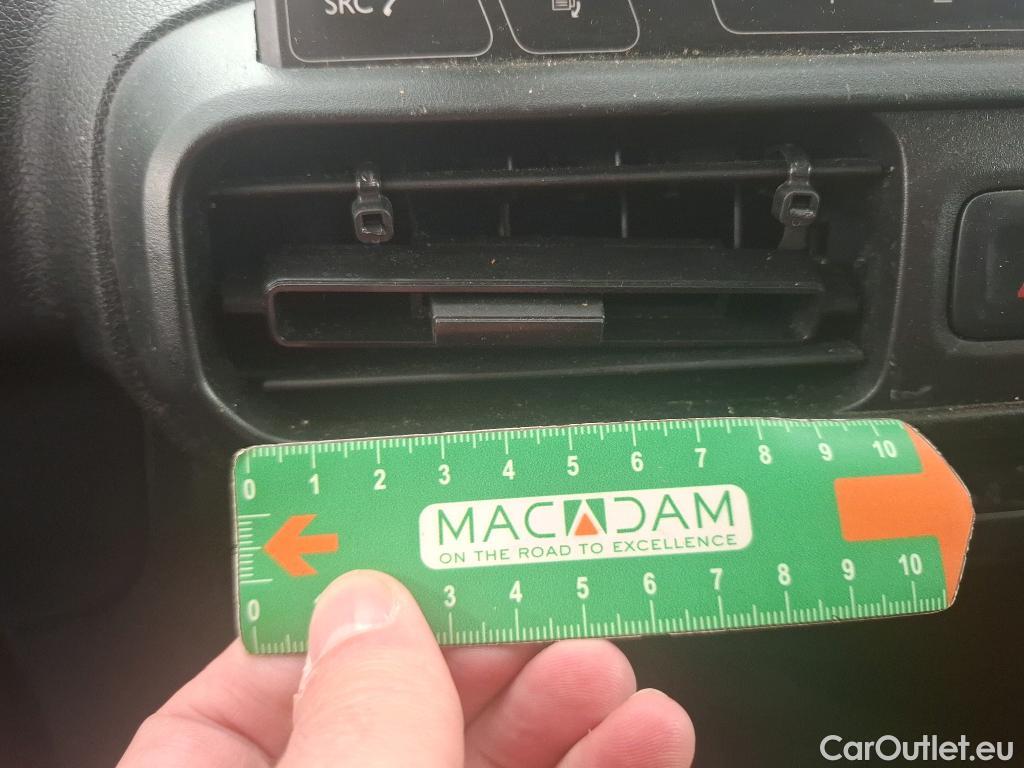 SRC
0 1 2 3 4 5 6 7 8 9 10
MACADAM
ON THE ROAD TO EXCELLENCE
0 3 4 5 6 7 8 9 10
CarOutlet.eu